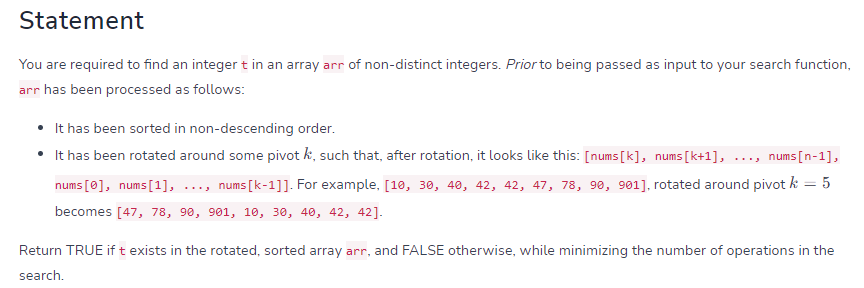 Statement
You are required to find an integer t in an array arr of non-distinct integers. Prior to being passed as input to your search function,
arr has been processed as follows:
• It has been sorted in non-descending order.
• It has been rotated around some pivot k, such that, after rotation, it looks like this: [nums[k], nums[k+1], ..., nums[n-1],
nums[0], nums[1], ..., nums[k-1]]. For example, [10, 30, 40, 42, 42, 47, 78, 90, 901], rotated around pivot k = 5
becomes [47, 78, 90, 901, 10, 30, 40, 42, 42].
Return TRUE if t exists in the rotated, sorted array arr, and FALSE otherwise, while minimizing the number of operations in the
search.